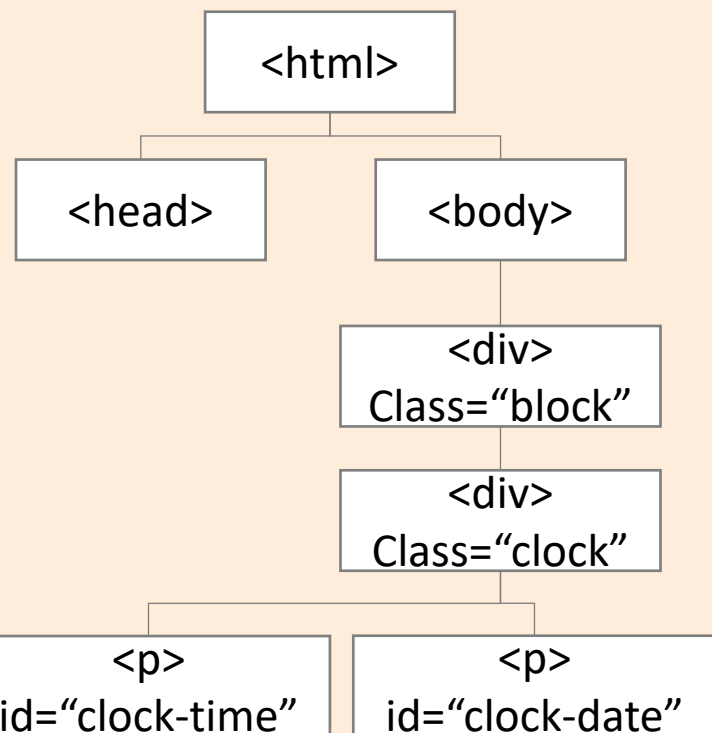 <html>
<head>
<body>
<div>
Class=“block”
<div>
Class=“clock”
<p>
id=“clock-time”
<p>
id=“clock-date”